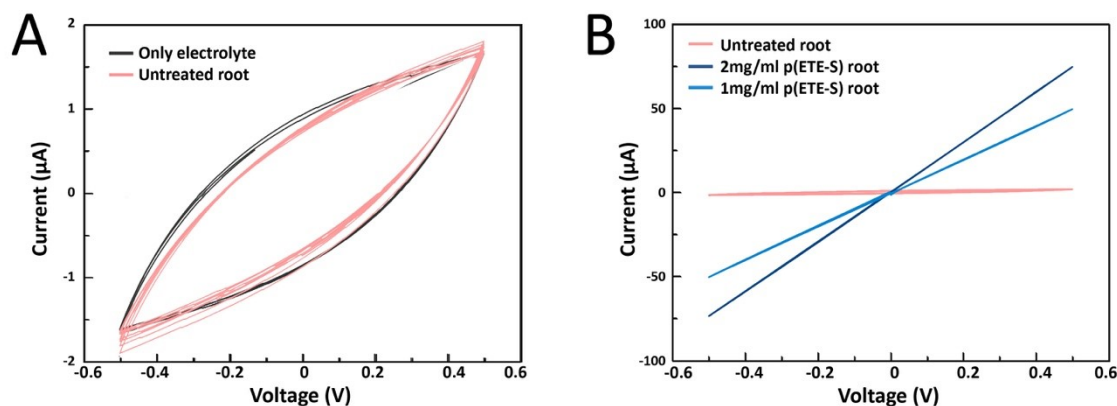 A
Only electrolyte
Untreated root
Current (µA)
2
1
0
-1
-2
-0.6
-0.4
-0.2
0
0.2
0.4
0.6
Voltage (V)
B
Untreated root
2mg/ml p(ETE-S) root
1mg/ml p(ETE-S) root
Current (µA)
100
50
0
-50
-100
-0.6
-0.4
-0.2
0
0.2
0.4
0.6
Voltage (V)